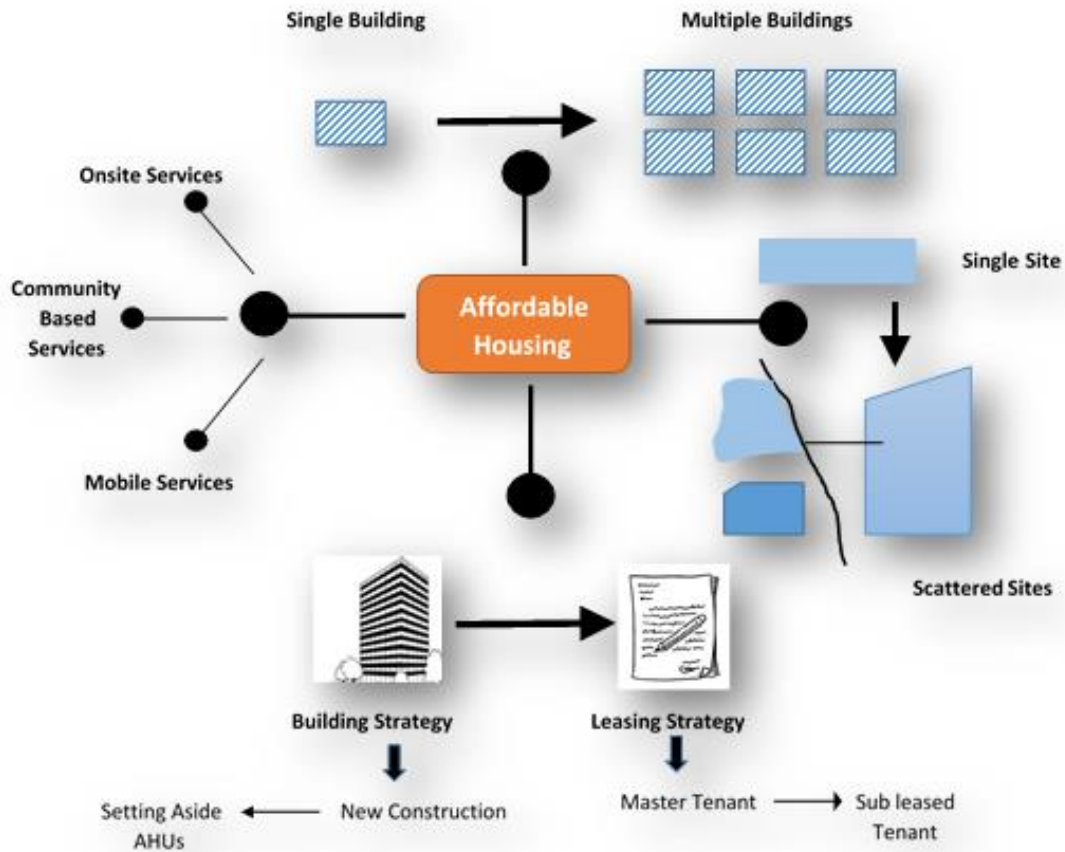 Single Building
Multiple Buildings
Onsite Services
Community
Based
Services
Mobile Services
Affordable
Housing
Single Site
Scattered Sites
Building Strategy
Leasing Strategy
Setting Aside
AHUs
New Construction
Master Tenant
Sub leased
Tenant